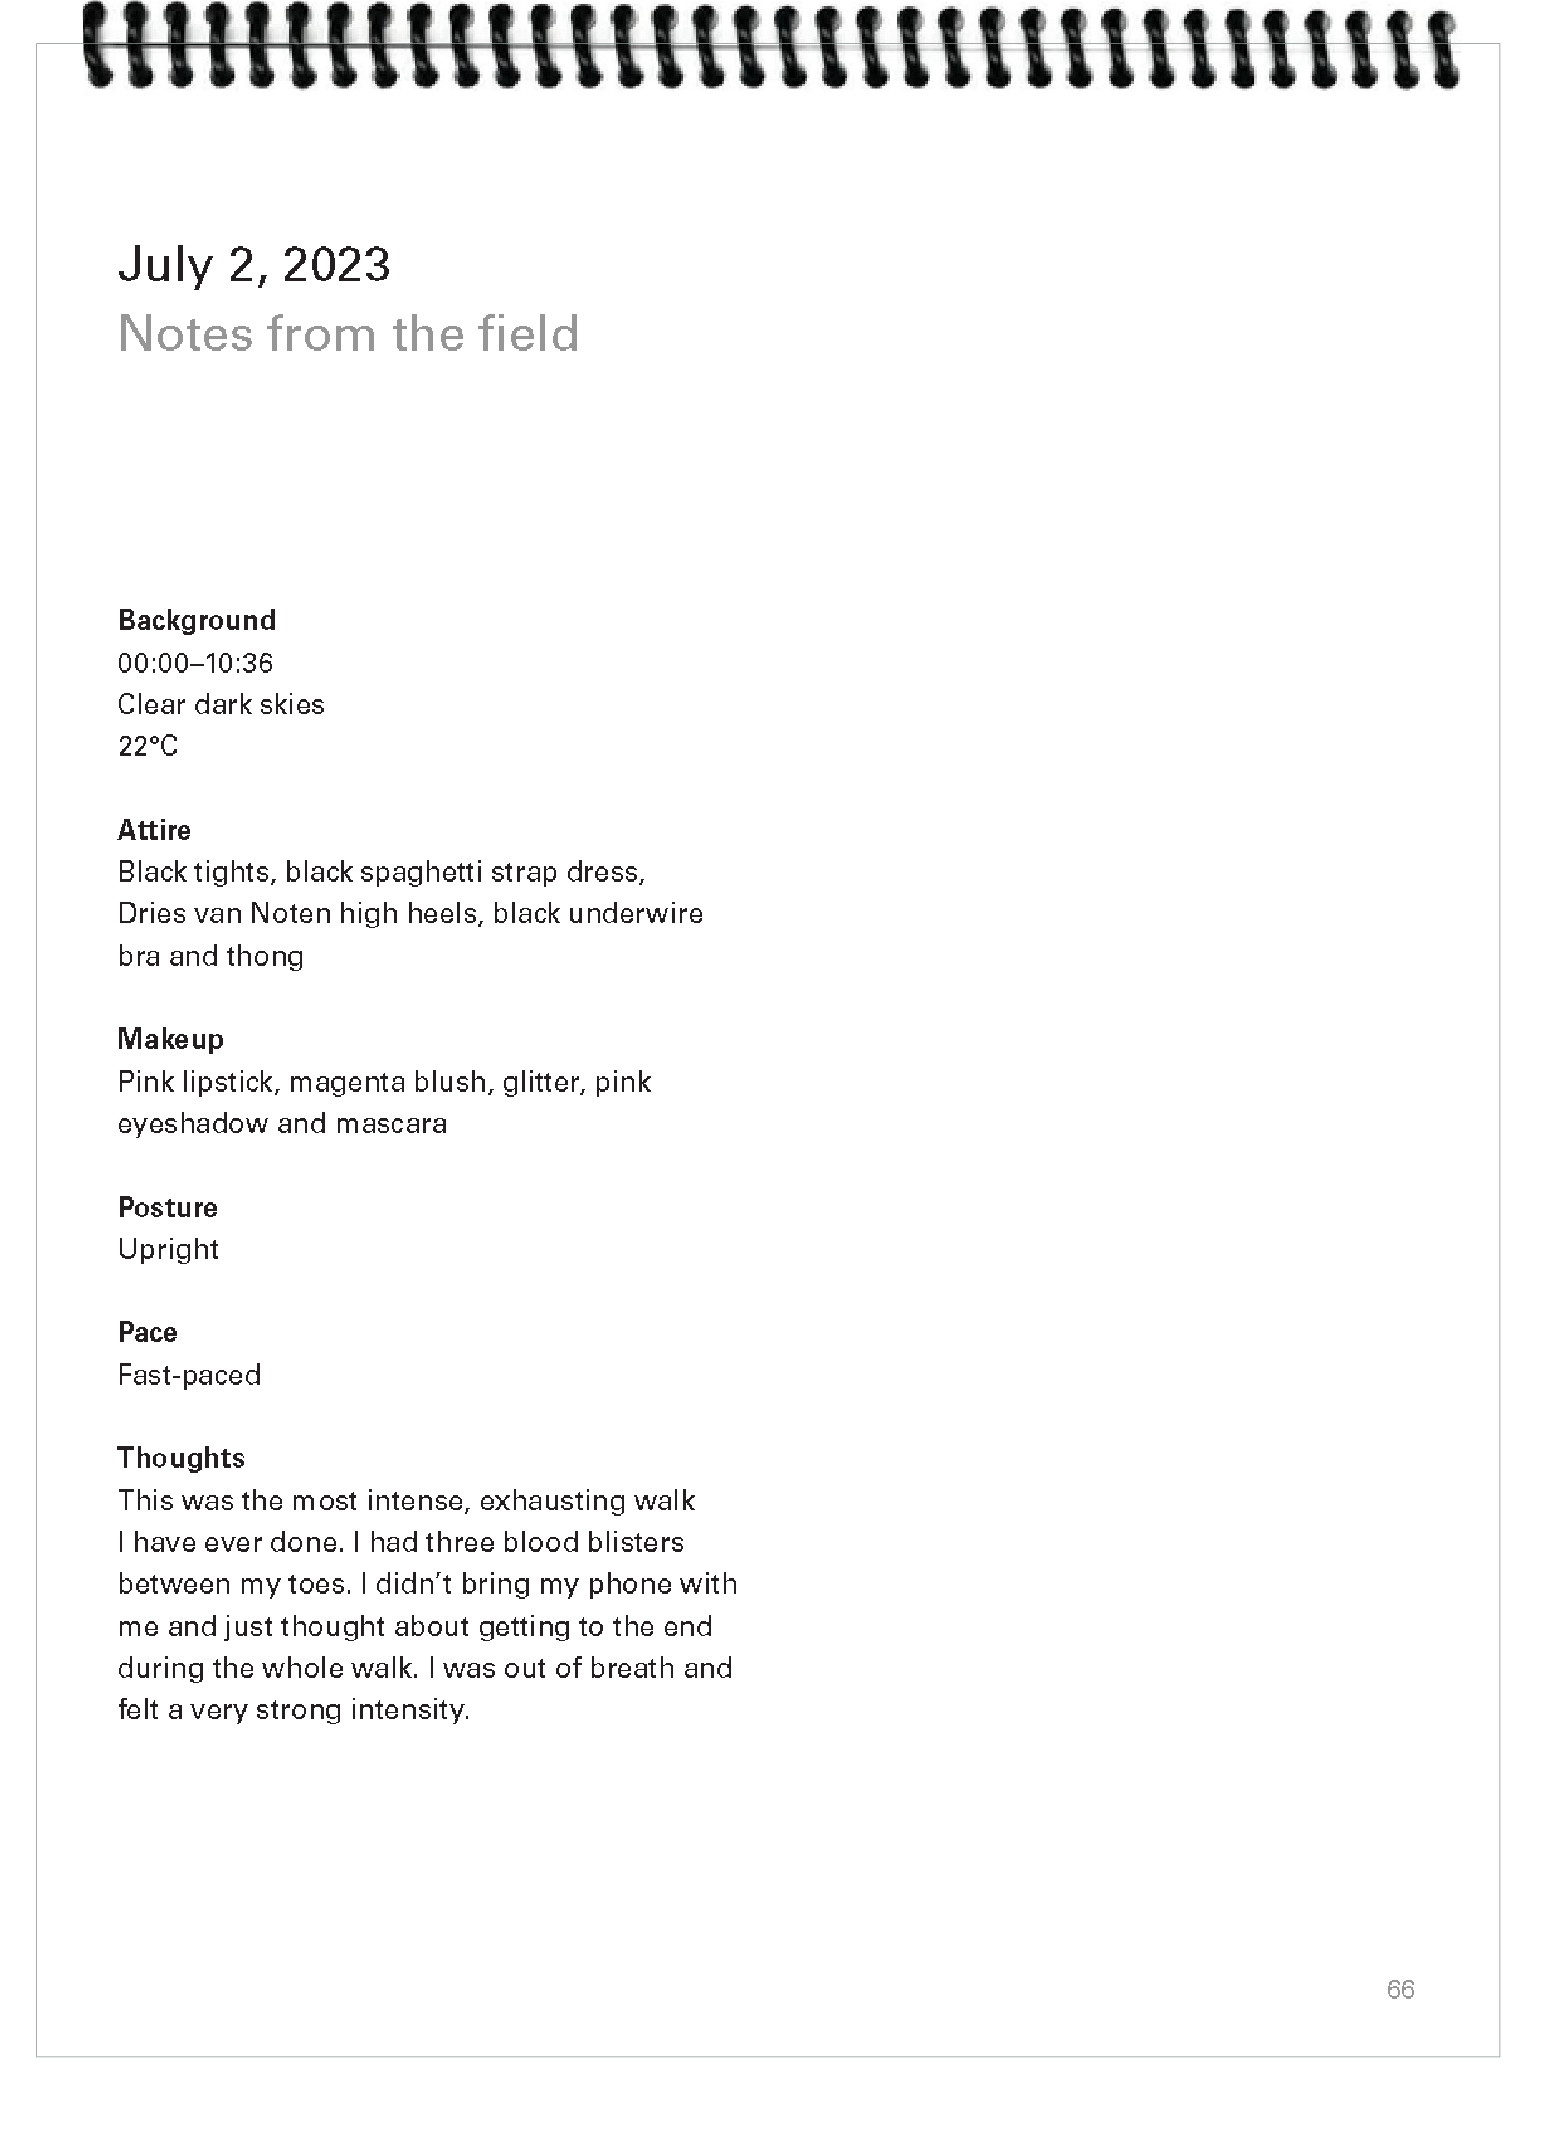 July 2, 2023
Notes from the field
Background
00:00–10:36
Clear dark skies
22°C
Attire
Black tights, black spaghetti strap dress,
Dries van Noten high heels, black underwire
bra and thong
Makeup
Pink lipstick, magenta blush, glitter, pink
eyeshadow and mascara
Posture
Upright
Pace
Fast-paced
Thoughts
This was the most intense, exhausting walk
I have ever done. I had three blood blisters
between my toes. I didn’t bring my phone with
me and just thought about getting to the end
during the whole walk. I was out of breath and
felt a very strong intensity.
66